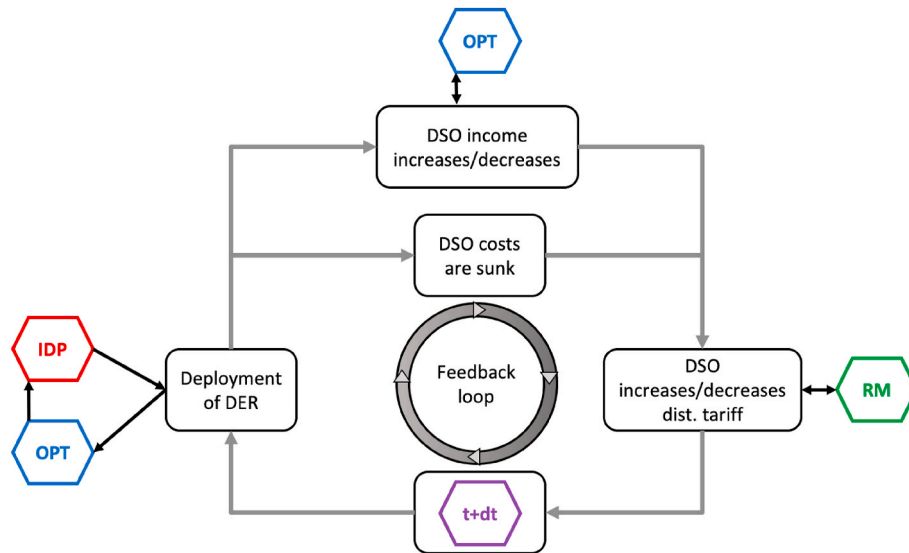 OPT
DSO income
increases/decreases
DSO costs
are sunk
IDP
OPT
Deployment
of DER
Feedback
loop
DSO
increases/decreases
dist. tariff
RM
t+dt